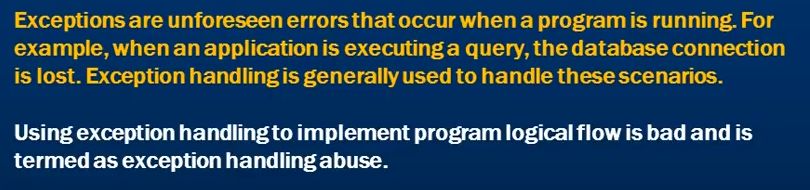 Exceptions are unforeseen errors that occur when a program is running. For
example, when an application is executing a query, the database connection
is lost. Exception handling is generally used to handle these scenarios.
Using exception handling to implement program logical flow is bad and is
termed as exception handling abuse.